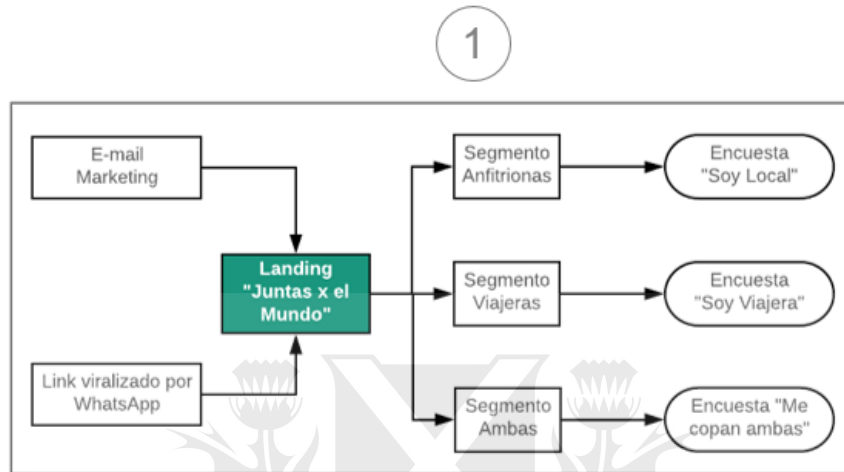 1
E-mail
Marketing
Segmento
Anfitrionas
Encuesta
"Soy Local"
Landing
"Juntas x el
Mundo"
Segmento
Viajeras
Encuesta
"Soy Viajera"
Link viralizado por
WhatsApp
Segmento
Ambas
Encuesta "Me
copan ambas"